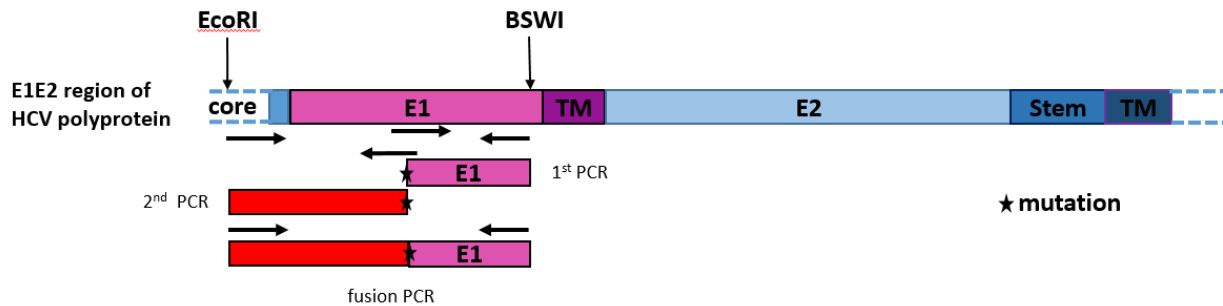 EcoRI
BSWI
E1E2 region of
HCV polyprotein
core
E1
TM
E2
Stem
TM
E1
1st PCR
2nd PCR
mutation
E1
fusion PCR